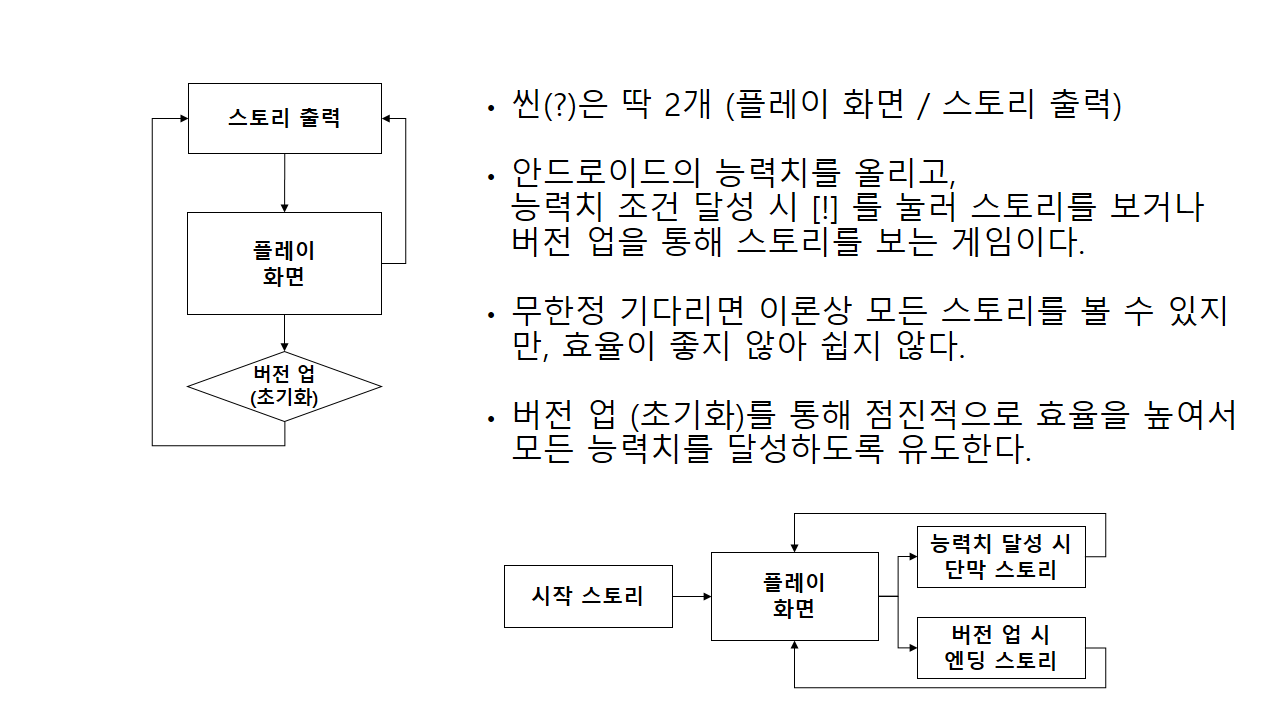 스토리 출력
플레이
화면
버전 업
(초기화)
• 씬(?)은 딱 2개 (플레이 화면 / 스토리 출력)
• 안드로이드의 능력치를 올리고,
능력치 조건 달성 시 [!] 를 눌러 스토리를 보거나
버전 업을 통해 스토리를 보는 게임이다.
• 무한정 기다리면 이론상 모든 스토리를 볼 수 있지
만, 효율이 좋지 않아 쉽지 않다.
• 버전 업 (초기화)를 통해 점진적으로 효율을 높여서
모든 능력치를 달성하도록 유도한다.
시작 스토리
플레이
화면
능력치 달성 시
단막 스토리
버전 업 시
엔딩 스토리